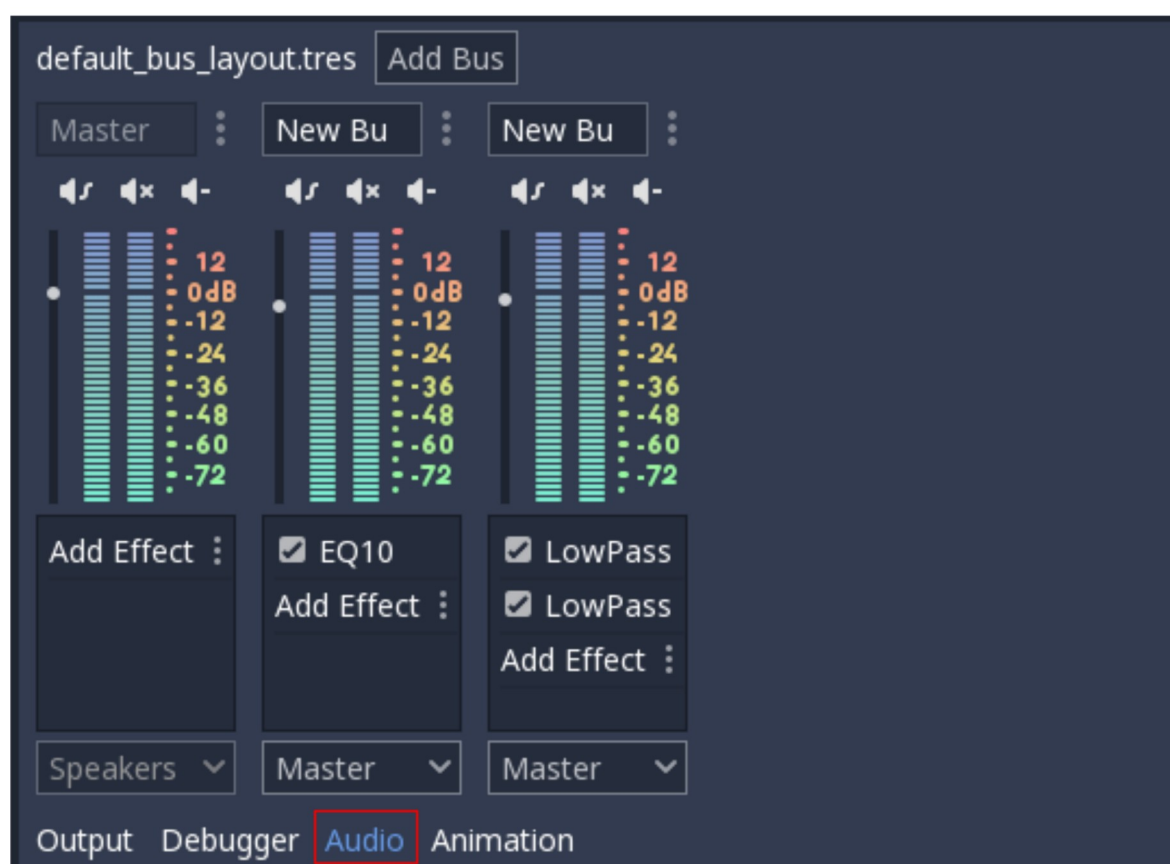 default_bus_layout.tres Add Bus
Master New Bu New Bu
12 12 12
0dB 0dB 0dB
-12 -12 -12
-24 -24 -24
-36 -36 -36
-48 -48 -48
-60 -60 -60
-72 -72 -72
Add Effect EQ10 LowPass
Add Effect LowPass
Add Effect
Speakers Master Master
Output Debugger Audio Animation